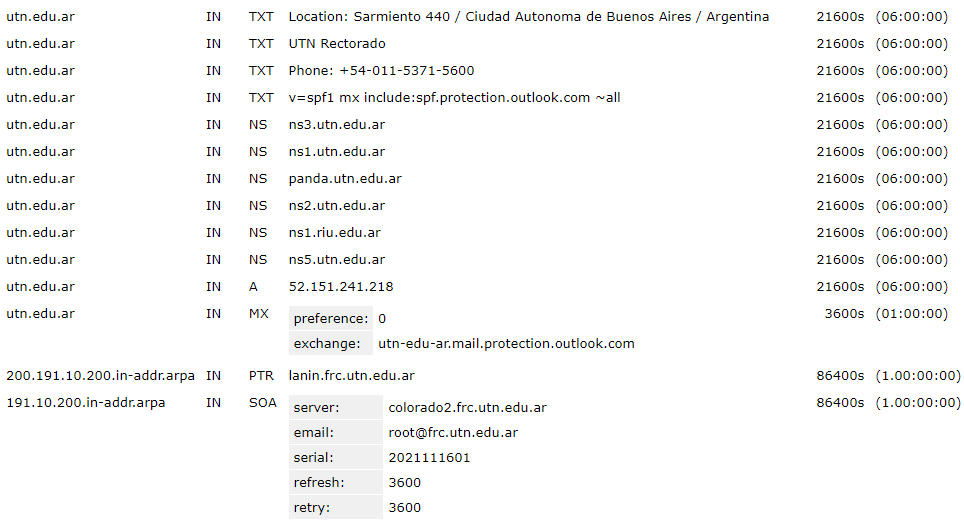 utn.edu.ar IN TXT Location: Sarmiento 440 / Ciudad Autonoma de Buenos Aires / Argentina 21600s (06:00:00)
utn.edu.ar IN TXT UTN Rectorado 21600s (06:00:00)
utn.edu.ar IN TXT Phone: +54-011-5371-5600 21600s (06:00:00)
utn.edu.ar IN TXT v=spf1 mx include:spf.protection.outlook.com ~all 21600s (06:00:00)
utn.edu.ar IN NS ns3.utn.edu.ar 21600s (06:00:00)
utn.edu.ar IN NS ns1.utn.edu.ar 21600s (06:00:00)
utn.edu.ar IN NS panda.utn.edu.ar 21600s (06:00:00)
utn.edu.ar IN NS ns2.utn.edu.ar 21600s (06:00:00)
utn.edu.ar IN NS ns1.riu.edu.ar 21600s (06:00:00)
utn.edu.ar IN NS ns5.utn.edu.ar 21600s (06:00:00)
utn.edu.ar IN A 52.151.241.218 21600s (06:00:00)
utn.edu.ar IN MX preference: 0 3600s (01:00:00)
exchange: utn-edu-ar.mail.protection.outlook.com
200.191.10.200.in-addr.arpa IN PTR lanin.frc.utn.edu.ar 86400s (1.00:00:00)
191.10.200.in-addr.arpa IN SOA server: colorado2.frc.utn.edu.ar 86400s (1.00:00:00)
email: root@frc.utn.edu.ar
serial: 2021111601
refresh: 3600
retry: 3600